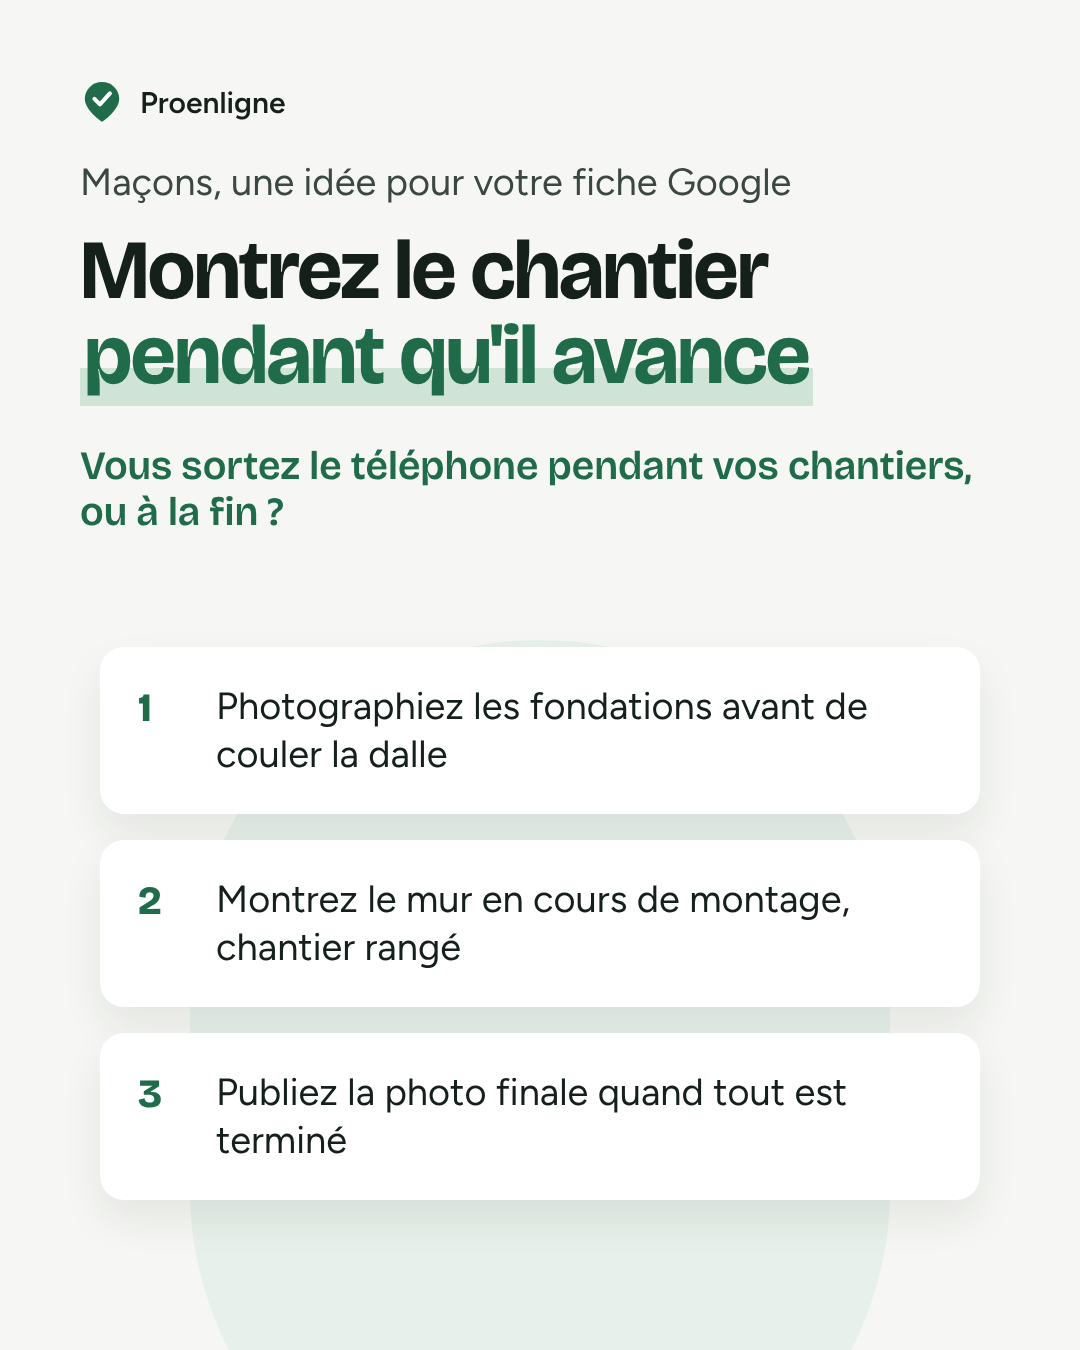 Proenligne
Maçons, une idée pour votre fiche Google
Montrez le chantier
pendant qu'il avance
Vous sortez le téléphone pendant vos chantiers,
ou à la fin ?
1 Photographiez les fondations avant de
couler la dalle
2 Montrez le mur en cours de montage,
chantier rangé
3 Publiez la photo finale quand tout est
terminé